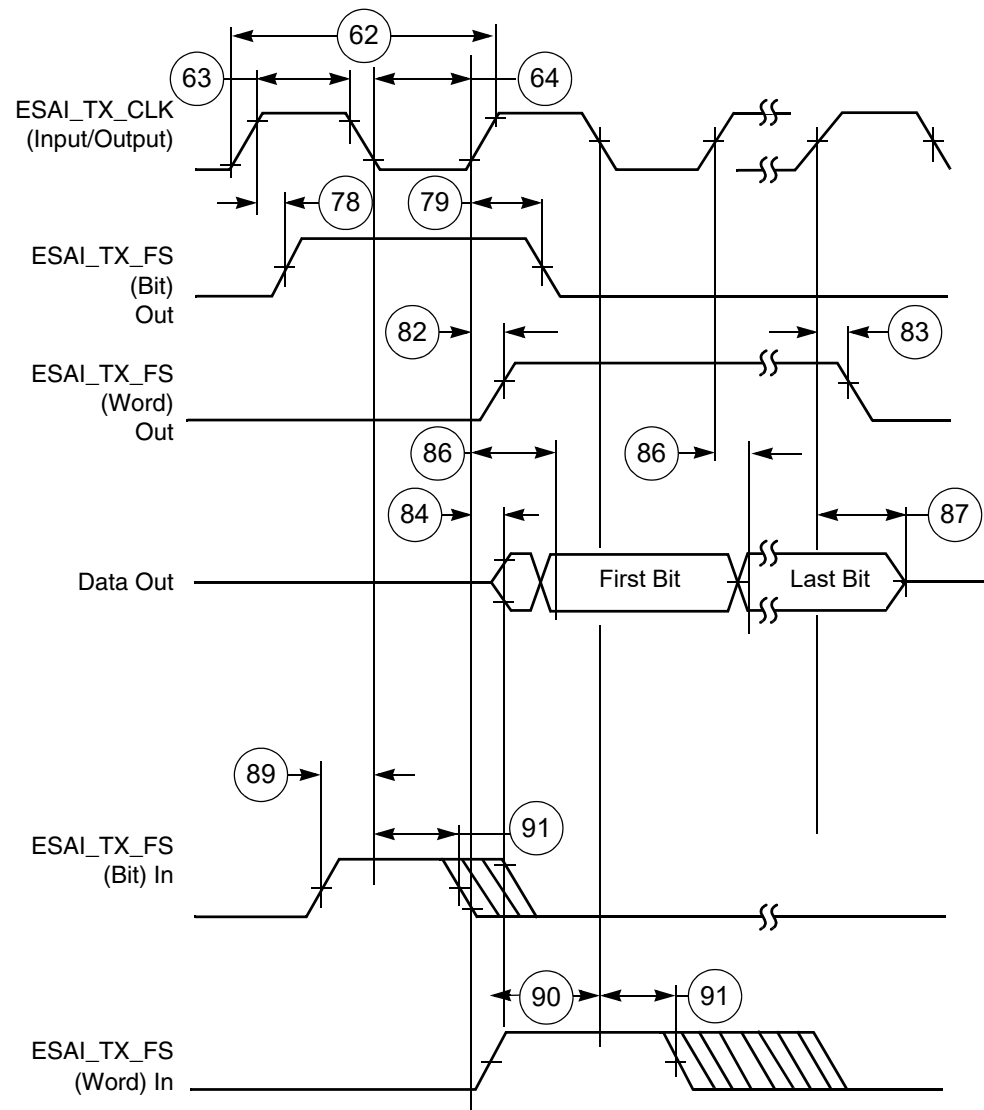 62
63
64
ESAI_TX_CLK
(Input/Output)
78
79
ESAI_TX_FS
(Bit)
Out
82
83
ESAI_TX_FS
(Word)
Out
86
86
84
87
Data Out
First Bit
Last Bit
89
91
ESAI_TX_FS
(Bit) In
90
91
ESAI_TX_FS
(Word) In